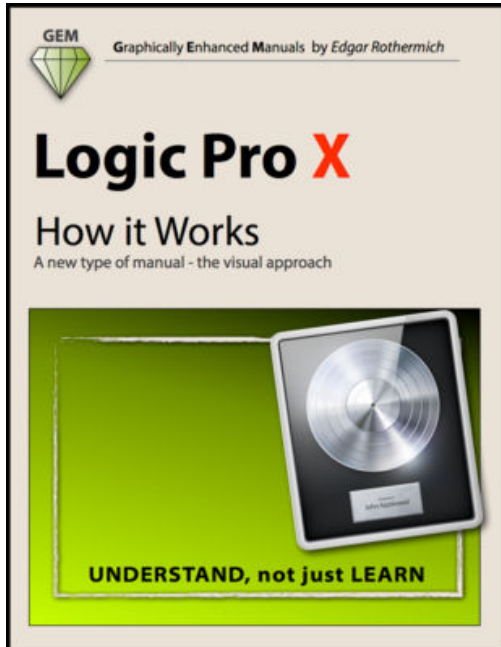 GEM
Graphically Enhanced Manuals by Edgar Rothermich
Logic Pro X
How it Works
A new type of manual - the visual approach
UNDERSTAND, not just LEARN